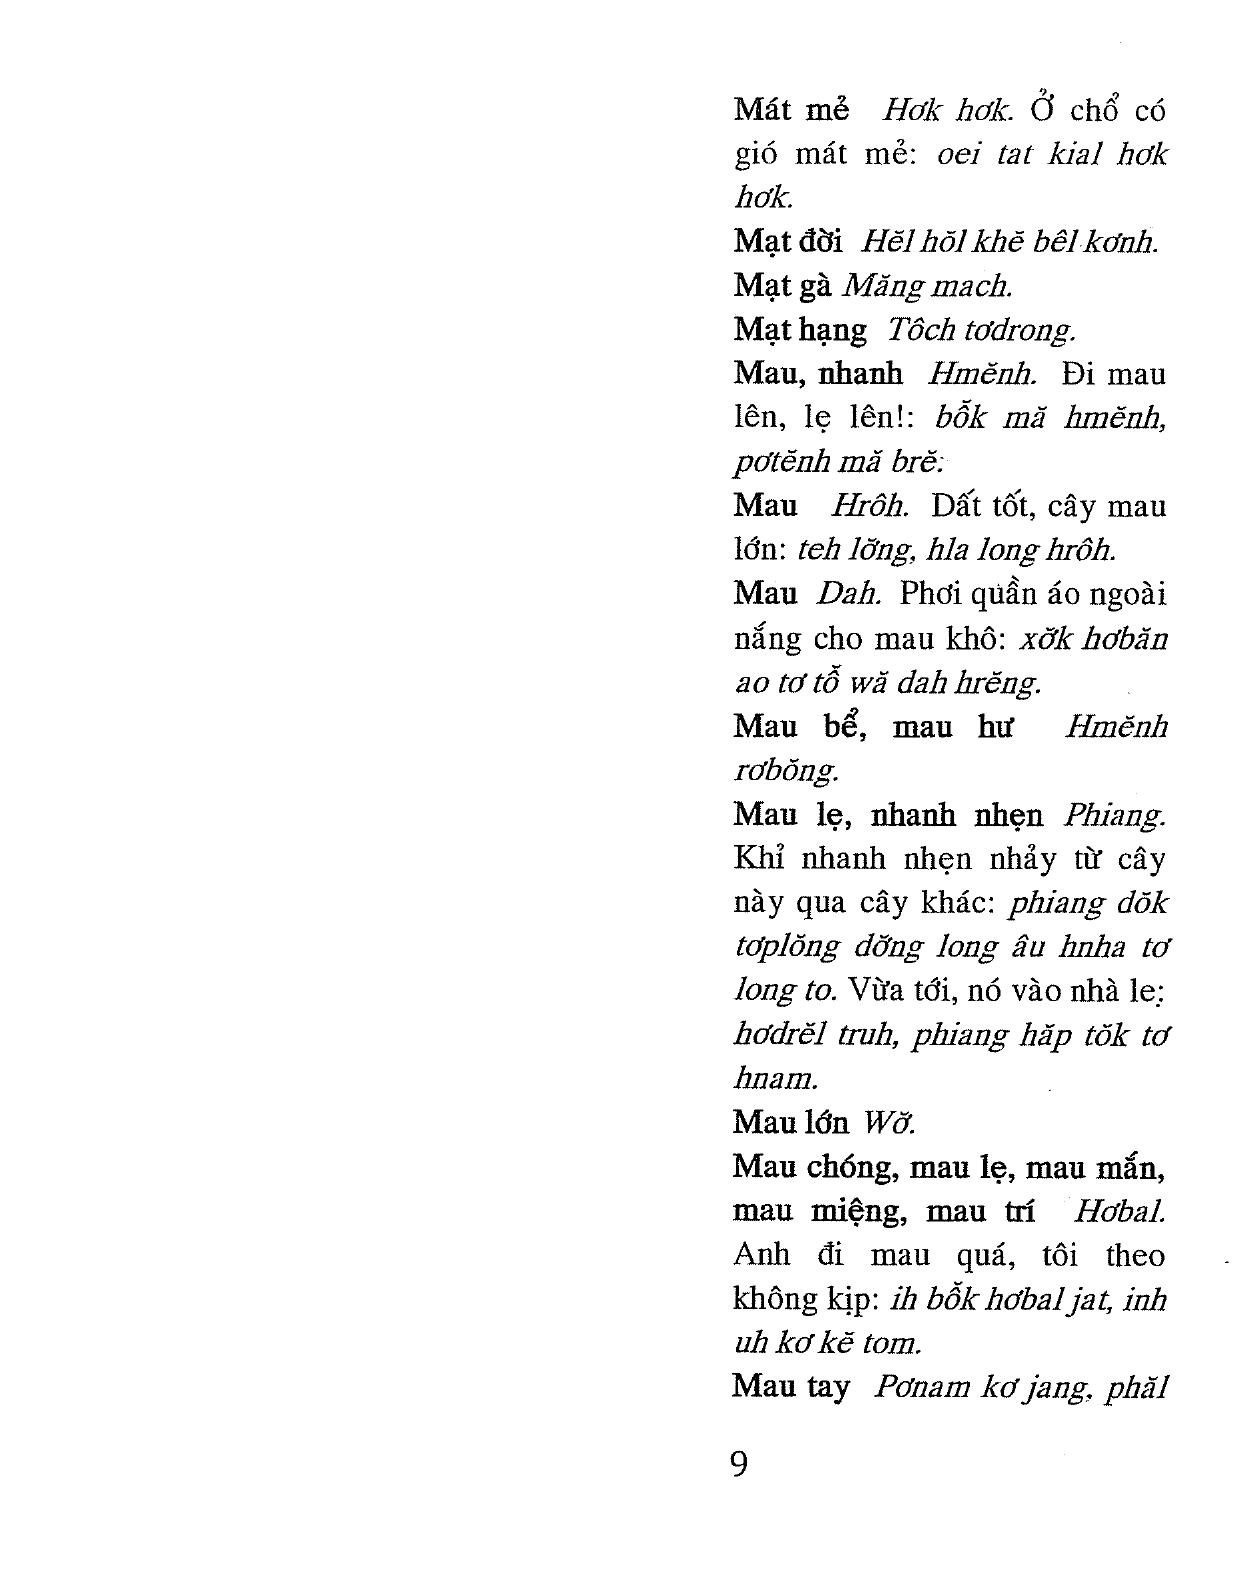 Mát mẻ Hơk hơk. Ở chổ có
gió mát mẻ: oei tat kial hơk
hơk.
Mạt đời Hĕl hŏl khĕ bêl kơnh.
Mạt gà Măng mach.
Mạt hạng Tôch tơdrong.
Mau, nhanh Hmĕnh. Đi mau
lên, lẹ lên!: bô̆k mă hmĕnh,
pơtĕnh mă brĕ.
Mau Hrôh. Dất tốt, cây mau
lớn: teh lơ̆ng, hla long hrôh.
Mau Dah. Phơi quần áo ngoài
nắng cho mau khô: xơ̆k hơbăn
ao tơ tô̆ wă dah hrĕng.
Mau bể, mau hư Hmĕnh
rơbŏng.
Mau lẹ, nhanh nhẹn Phiang.
Khỉ nhanh nhẹn nhảy từ cây
này qua cây khác: phiang dŏk
tơplŏng dơ̆ng long âu hnha tơ
long to. Vừa tới, nó vào nhà lẹ:
hơdrĕl truh, phiang hăp tŏk tơ
hnam.
Mau lớn Wơ̆.
Mau chóng, mau lẹ, mau mắn,
mau miệng, mau trí Hơbal.
Anh đi mau quá, tôi theo
không kịp: ih bô̆k hơbal jat, inh
uh kơ kĕ tom.
Mau tay Pơnam kơ jang, phăl
9